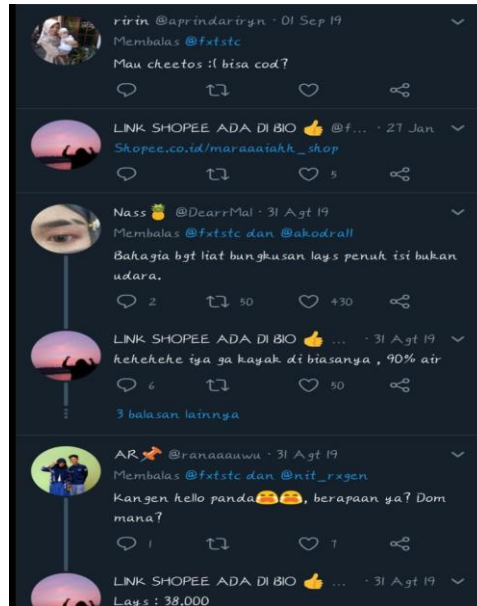 ririn @aprindariryn · 01 Sep 19
Membalas @fxtstc
Mau cheetos :( bisa cod?
LINK SHOPEE ADA DI BIO 👍 @f... · 27 Jan
Shopee.co.id/maraaaiahk_shop
5
Nass🍍 @DearrMal · 31 Agt 19
Membalas @fxtstc dan @akodrall
Bahagia bgt liat bungkusan lays penuh isi bukan
udara.
2 50 430
LINK SHOPEE ADA DI BIO 👍 ... · 31 Agt 19
hehehehe iya ga kayak di biasanya , 90% air
6 50
3 balasan lainnya
AR📌 @ranaaauwu · 31 Agt 19
Membalas @fxtstc dan @nit_rxgen
Kangen hello panda😫😫, berapaan ya? Dom
mana?
1 1
LINK SHOPEE ADA DI BIO 👍 ... · 31 Agt 19
Lays : 38.000